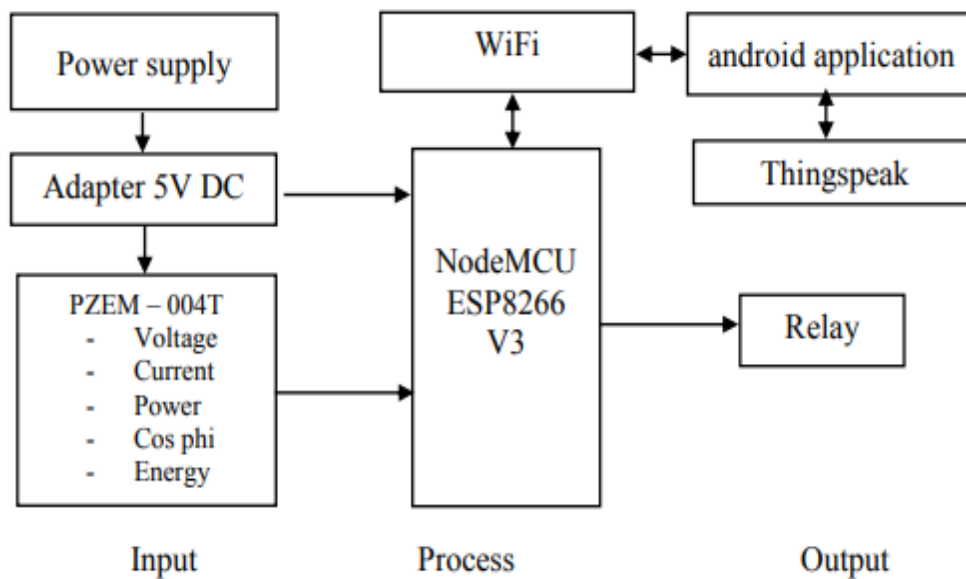 Power supply
Adapter 5V DC
PZEM – 004T
- Voltage
- Current
- Power
- Cos phi
- Energy
Input
WiFi
NodeMCU
ESP8266
V3
Process
android application
Thingspeak
Relay
Output